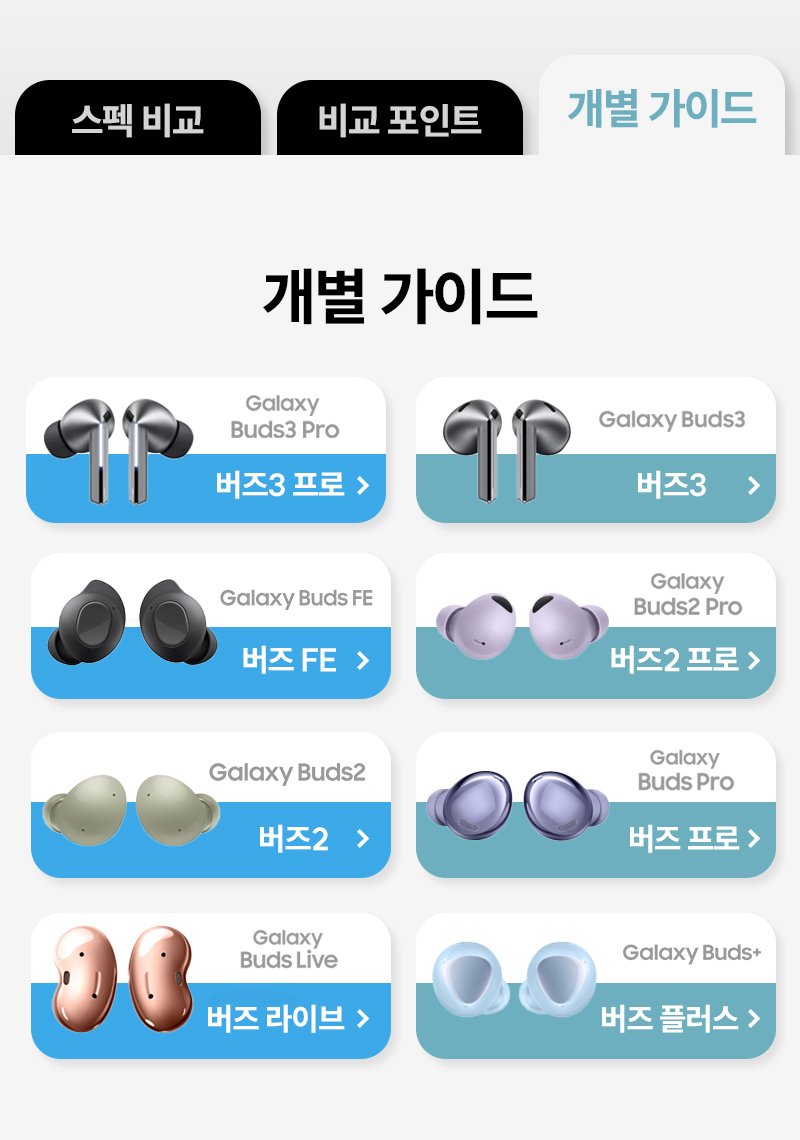 스펙 비교
비교 포인트
개별 가이드
개별 가이드
Galaxy
Buds3 Pro
버즈3 프로
Galaxy Buds3
버즈3
Galaxy Buds FE
버즈 FE
Galaxy
Buds2 Pro
버즈2 프로
Galaxy Buds2
버즈2
Galaxy
Buds Pro
버즈 프로
Galaxy
Buds Live
버즈 라이브
Galaxy Buds+
버즈 플러스